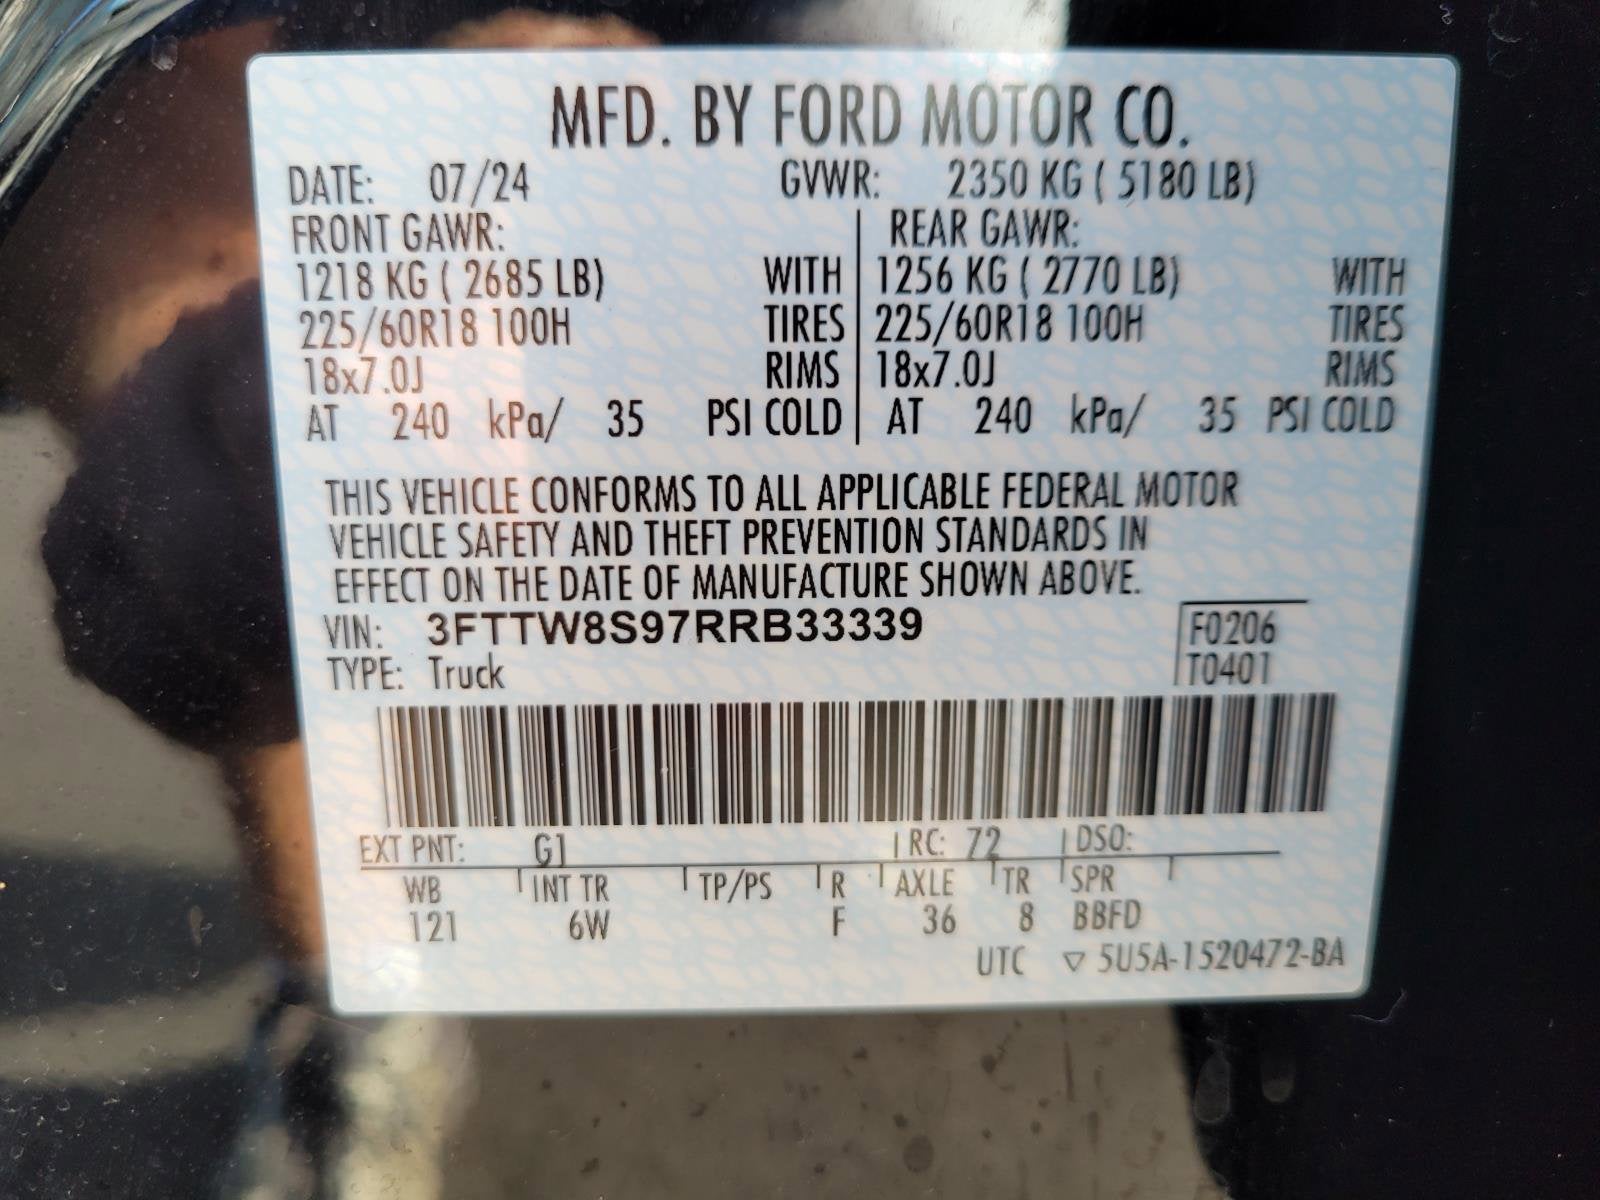 MFD. BY FORD MOTOR CO.
DATE: 07/24 GVWR: 2350 KG ( 5180 LB)
FRONT GAWR: REAR GAWR:
1218 KG ( 2685 LB) WITH 1256 KG ( 2770 LB) WITH
225/60R18 100H TIRES 225/60R18 100H TIRES
18x7.0J RIMS 18x7.0J RIMS
AT 240 kPa/ 35 PSI COLD AT 240 kPa/ 35 PSI COLD
THIS VEHICLE CONFORMS TO ALL APPLICABLE FEDERAL MOTOR
VEHICLE SAFETY AND THEFT PREVENTION STANDARDS IN
EFFECT ON THE DATE OF MANUFACTURE SHOWN ABOVE.
VIN: 3FTTW8S97RRB33339 F0206
TYPE: Truck T0401
EXT PNT: G1 RC: 72 DSO:
WB INT TR TP/PS R AXLE TR SPR
121 6W F 36 8 BBFD
UTC ▽ 5U5A-1520472-BA